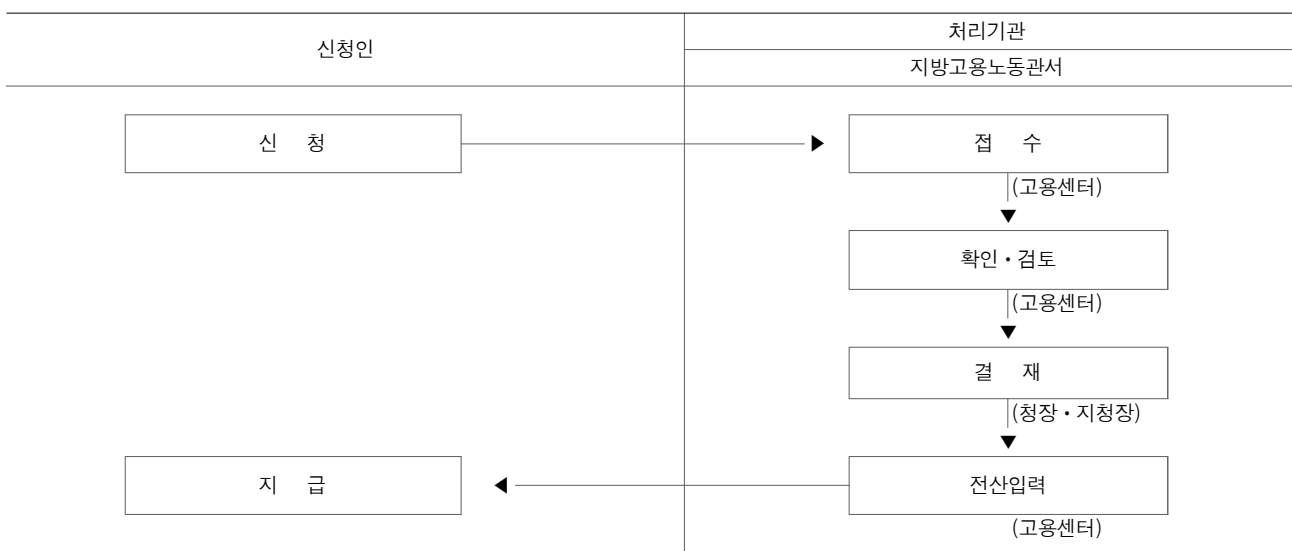 신청인
처리기관
지방고용노동관서
신 청
접 수
(고용센터)
확인・검토
(고용센터)
결 재
(청장・지청장)
지 급
전산입력
(고용센터)